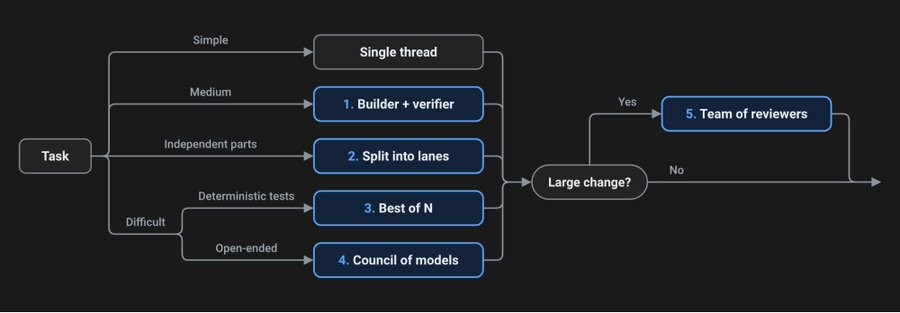 Simple
Single thread
Medium
1. Builder + verifier
Yes
5. Team of reviewers
Task
Independent parts
2. Split into lanes
Large change?
No
Deterministic tests
3. Best of N
Difficult
Open-ended
4. Council of models